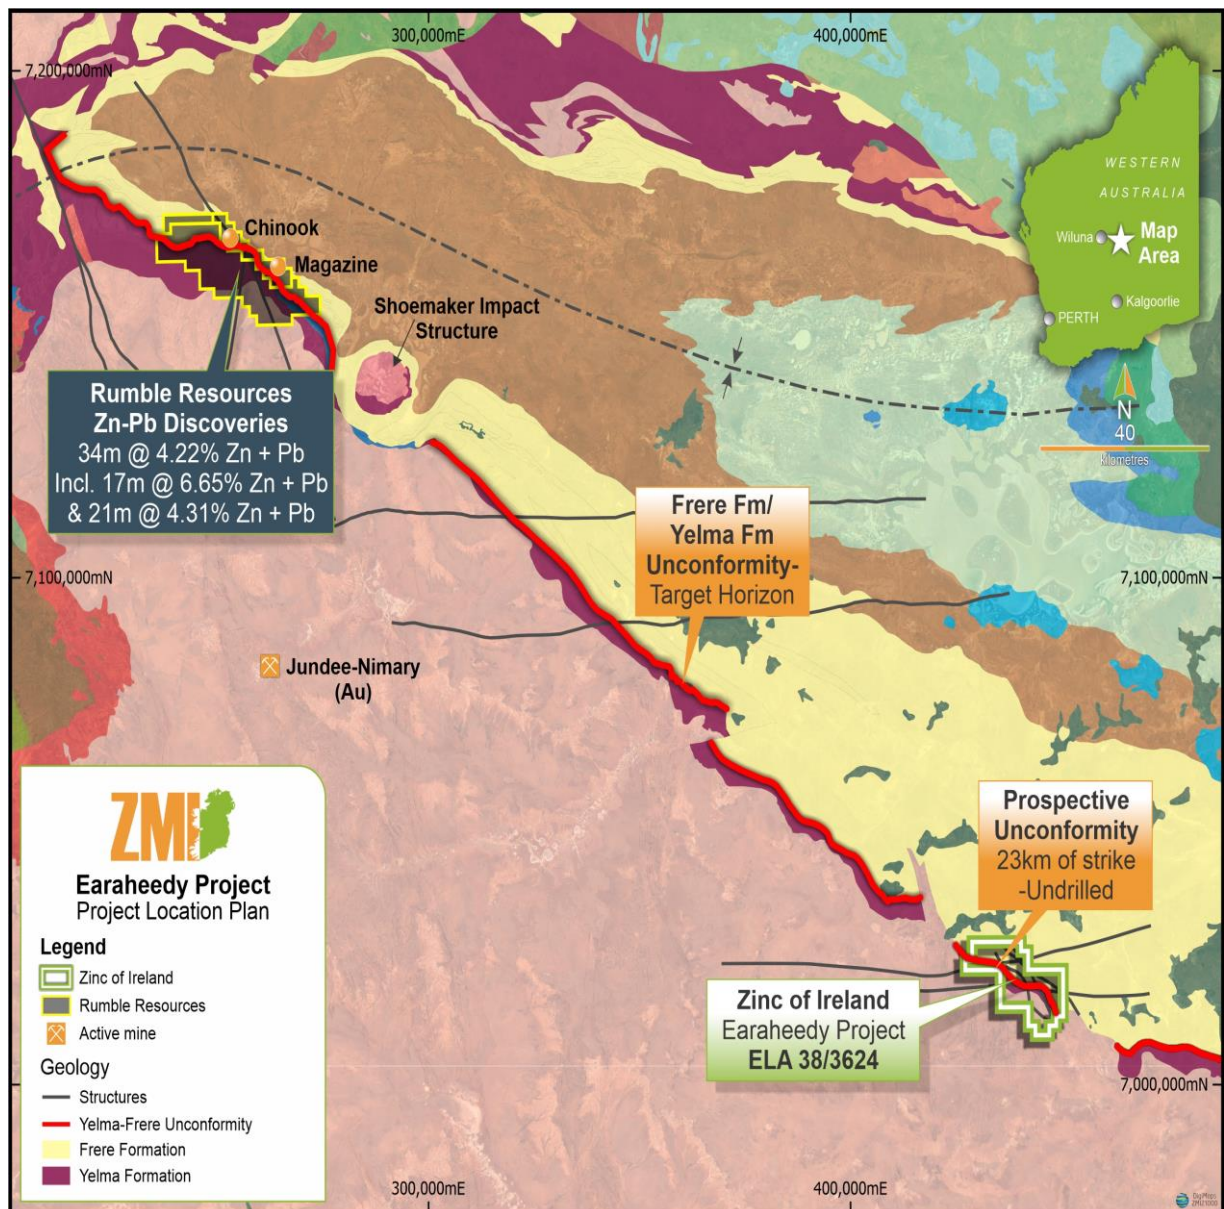 300,000mE
400,000mE
7,200,000mN
WESTERN
AUSTRALIA
Wiluna
Map
Area
Kalgoorlie
PERTH
N
40
kilometres
Chinook
Magazine
Shoemaker Impact
Structure
Rumble Resources
Zn-Pb Discoveries
34m @ 4.22% Zn + Pb
Incl. 17m @ 6.65% Zn + Pb
& 21m @ 4.31% Zn + Pb
Frere Fm/
Yelma Fm
Unconformity-
Target Horizon
7,100,000mN
7,100,000mN
Jundee-Nimary
(Au)
Prospective
Unconformity
23km of strike
-Undrilled
Zinc of Ireland
Earaheedy Project
ELA 38/3624
7,000,000mN
ZMI
Earaheedy Project
Project Location Plan
Legend
Zinc of Ireland
Rumble Resources
Active mine
Geology
Structures
Yelma-Frere Unconformity
Frere Formation
Yelma Formation
300,000mE
400,000mE
DigiMaps